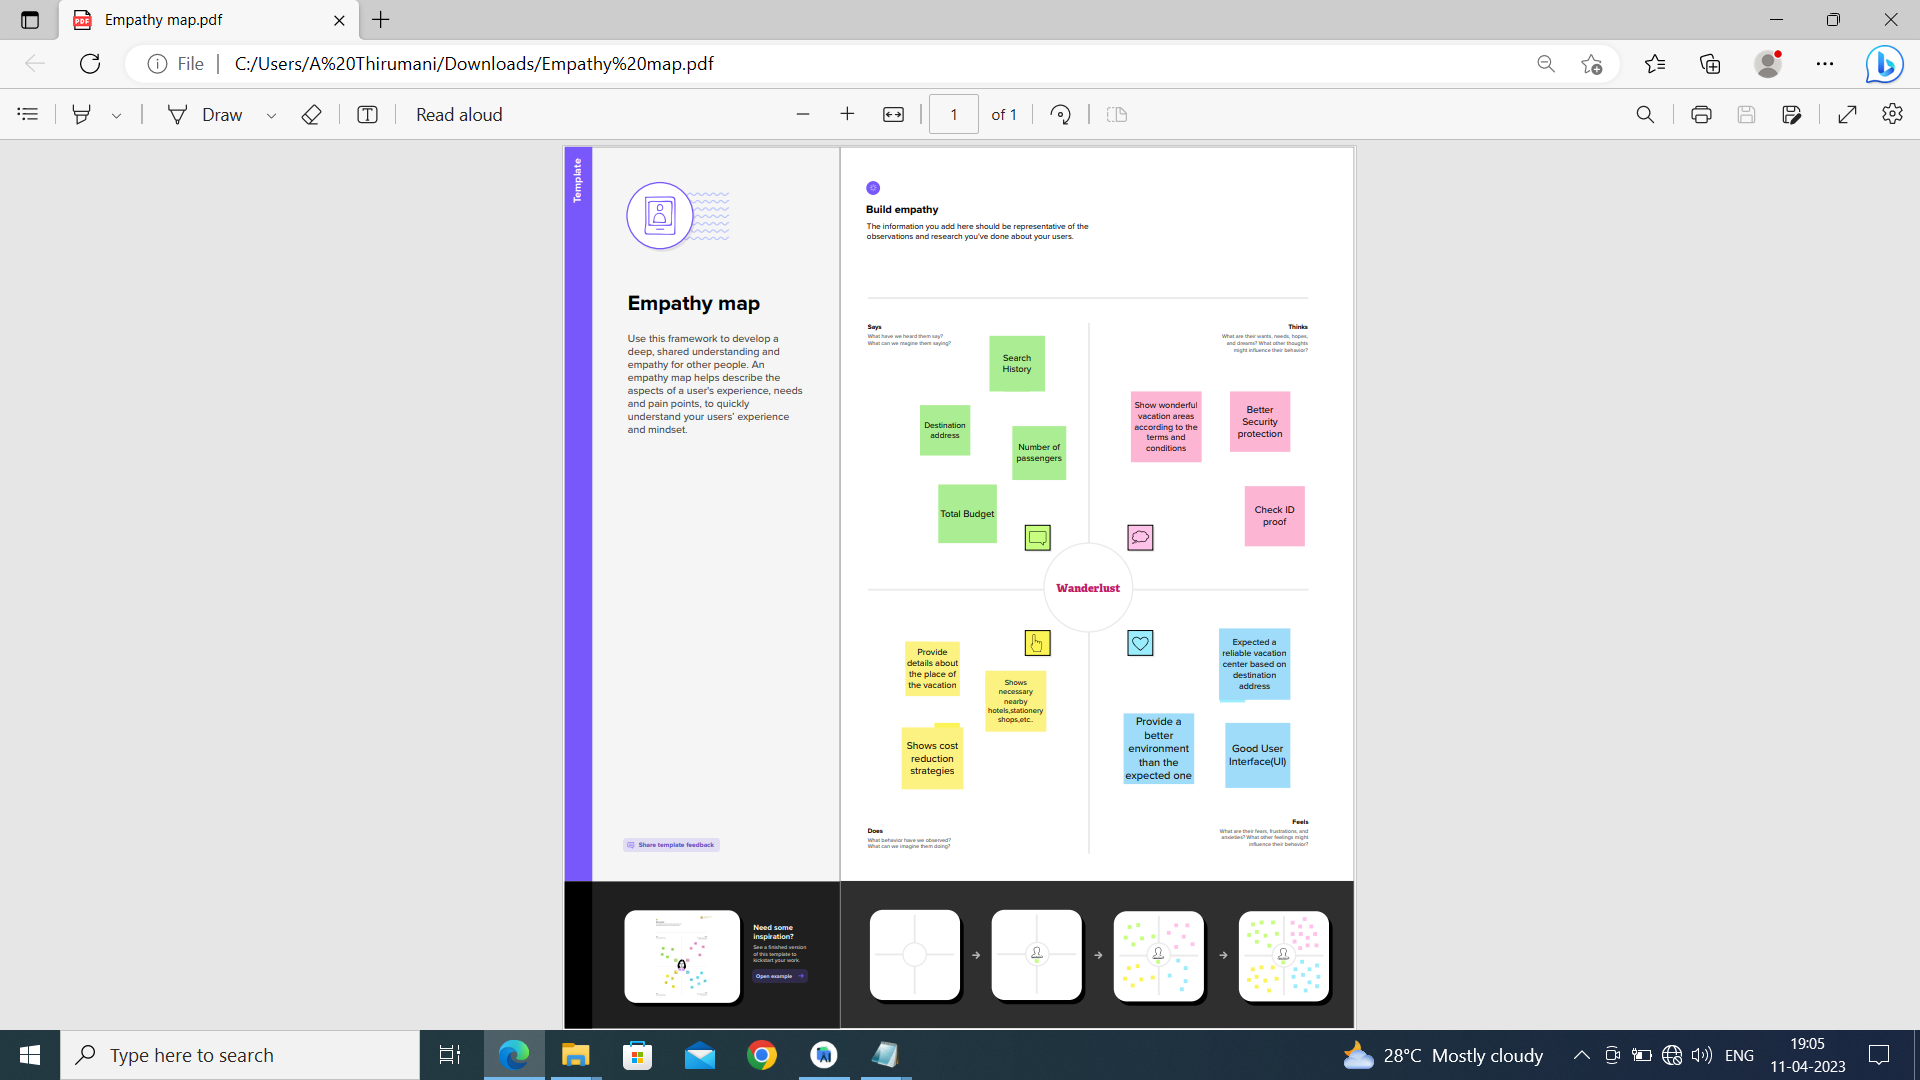 Empathy map.pdf
File
C:/Users/A%20Thirumani/Downloads/Empathy%20map.pdf
Draw
Read aloud
1
of 1
Template
Empathy map
Use this framework to develop a
deep, shared understanding and
empathy for other people. An
empathy map helps describe the
aspects of a user's experience, needs
and pain points, to quickly
understand your users' experience
and mindset.
Share template feedback
Build empathy
The information you add here should be representative of the
observations and research you've done about your users.
Says
What have we heard them say?
What can we magine them saying?
Search
History
Destination
address
Number of
passengers
Total Budget
Thinks
What are their wants, needs, hopes,
and dreams? What other thoughts
might influence their behavior?
Show wonderful
vacation areas
according to the
terms and
conditions
Better
Security
protection
Check ID
proof
Wanderlust
Provide
details about
the place of
the vacation
Shows
necessary
nearby
hotels,stationery
shops,etc..
Shows cost
reduction
strategies
Does
What behavior have we observed?
What can we imagine them doing?
Expected a
reliable vacation
center based on
destination
address
Provide a
better
environment
than the
expected one
Good User
Interface(UI)
Feels
What are their fears, frustrations, and
anxieties? What other feelings might
influence their behavior?
Need some
inspiration?
See a finished version
of this template to
kickstart your work.
Open example
Type here to search
28°C Mostly cloudy
ENG
19:05
11-04-2023